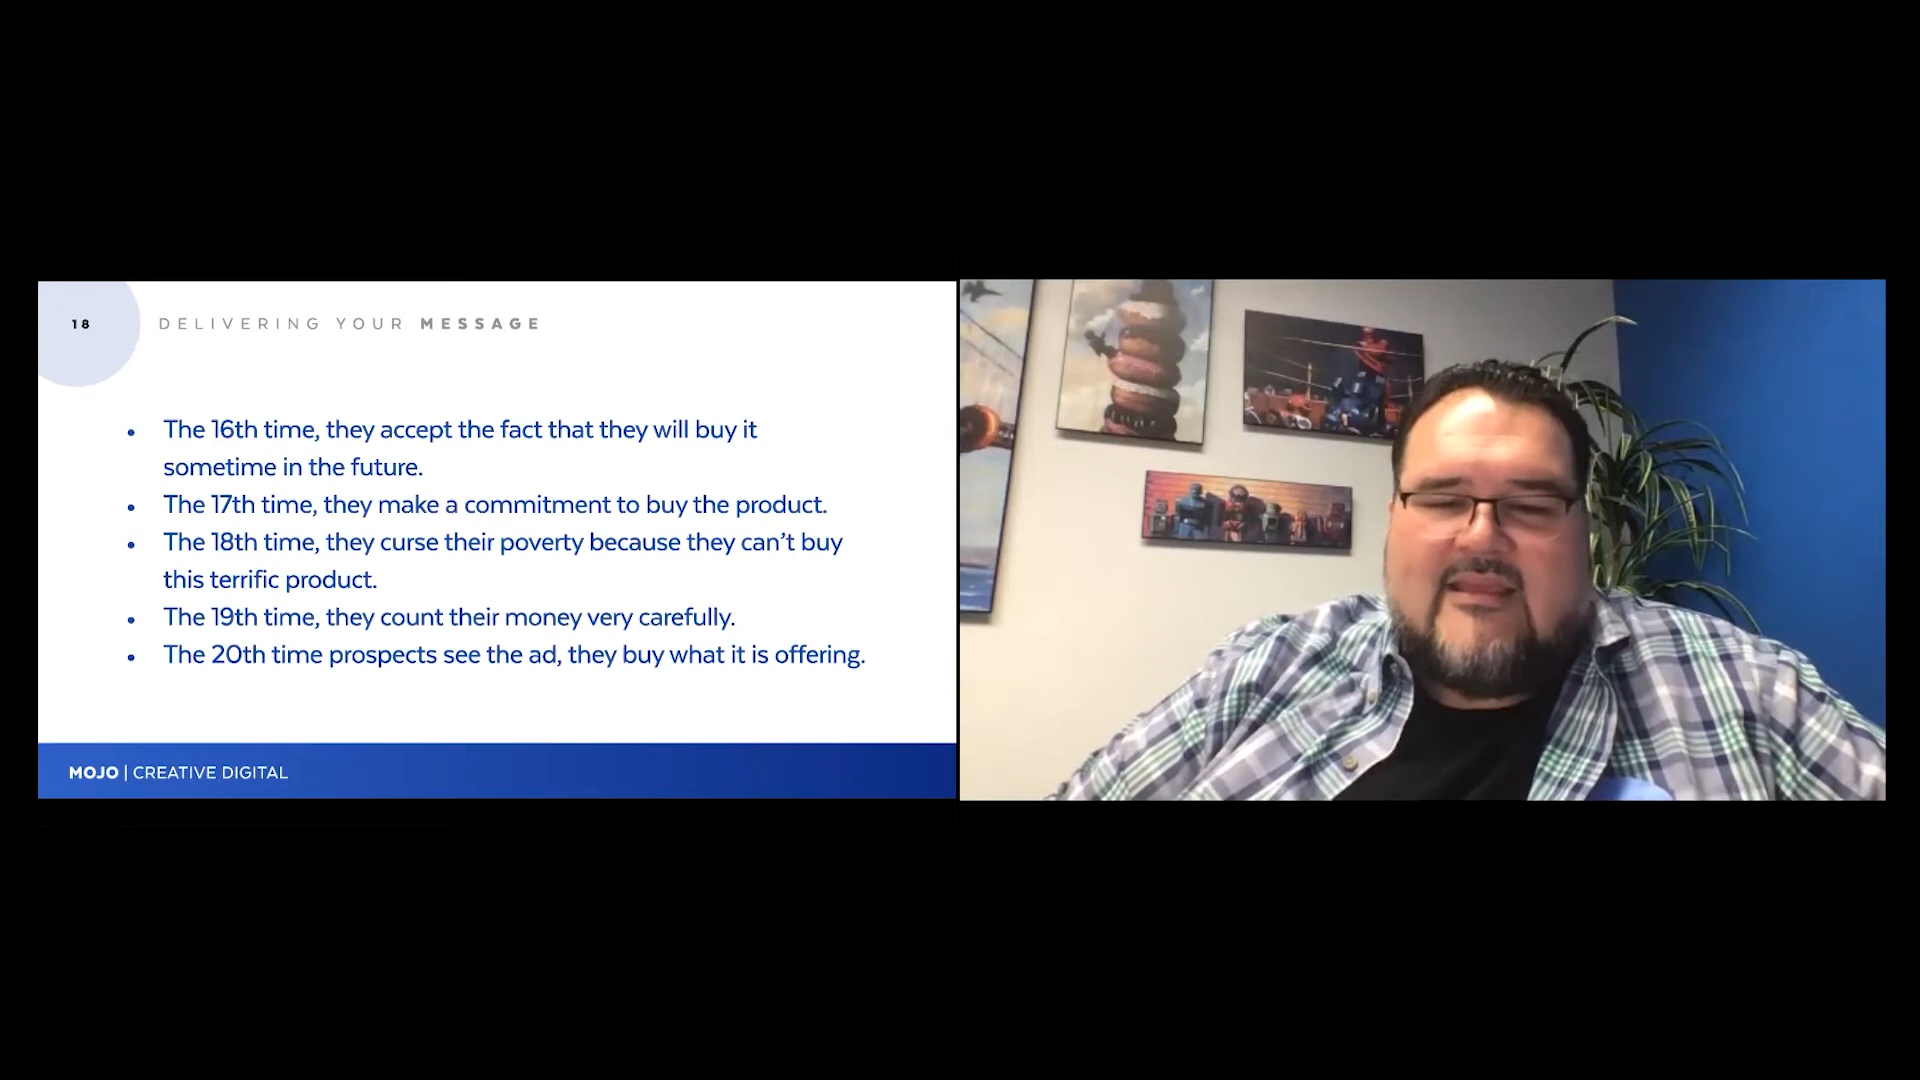 18
DELIVERING YOUR MESSAGE
• The 16th time, they accept the fact that they will buy it
sometime in the future.
• The 17th time, they make a commitment to buy the product.
• The 18th time, they curse their poverty because they can’t buy
this terrific product.
• The 19th time, they count their money very carefully.
• The 20th time prospects see the ad, they buy what it is offering.
MOJO | CREATIVE DIGITAL